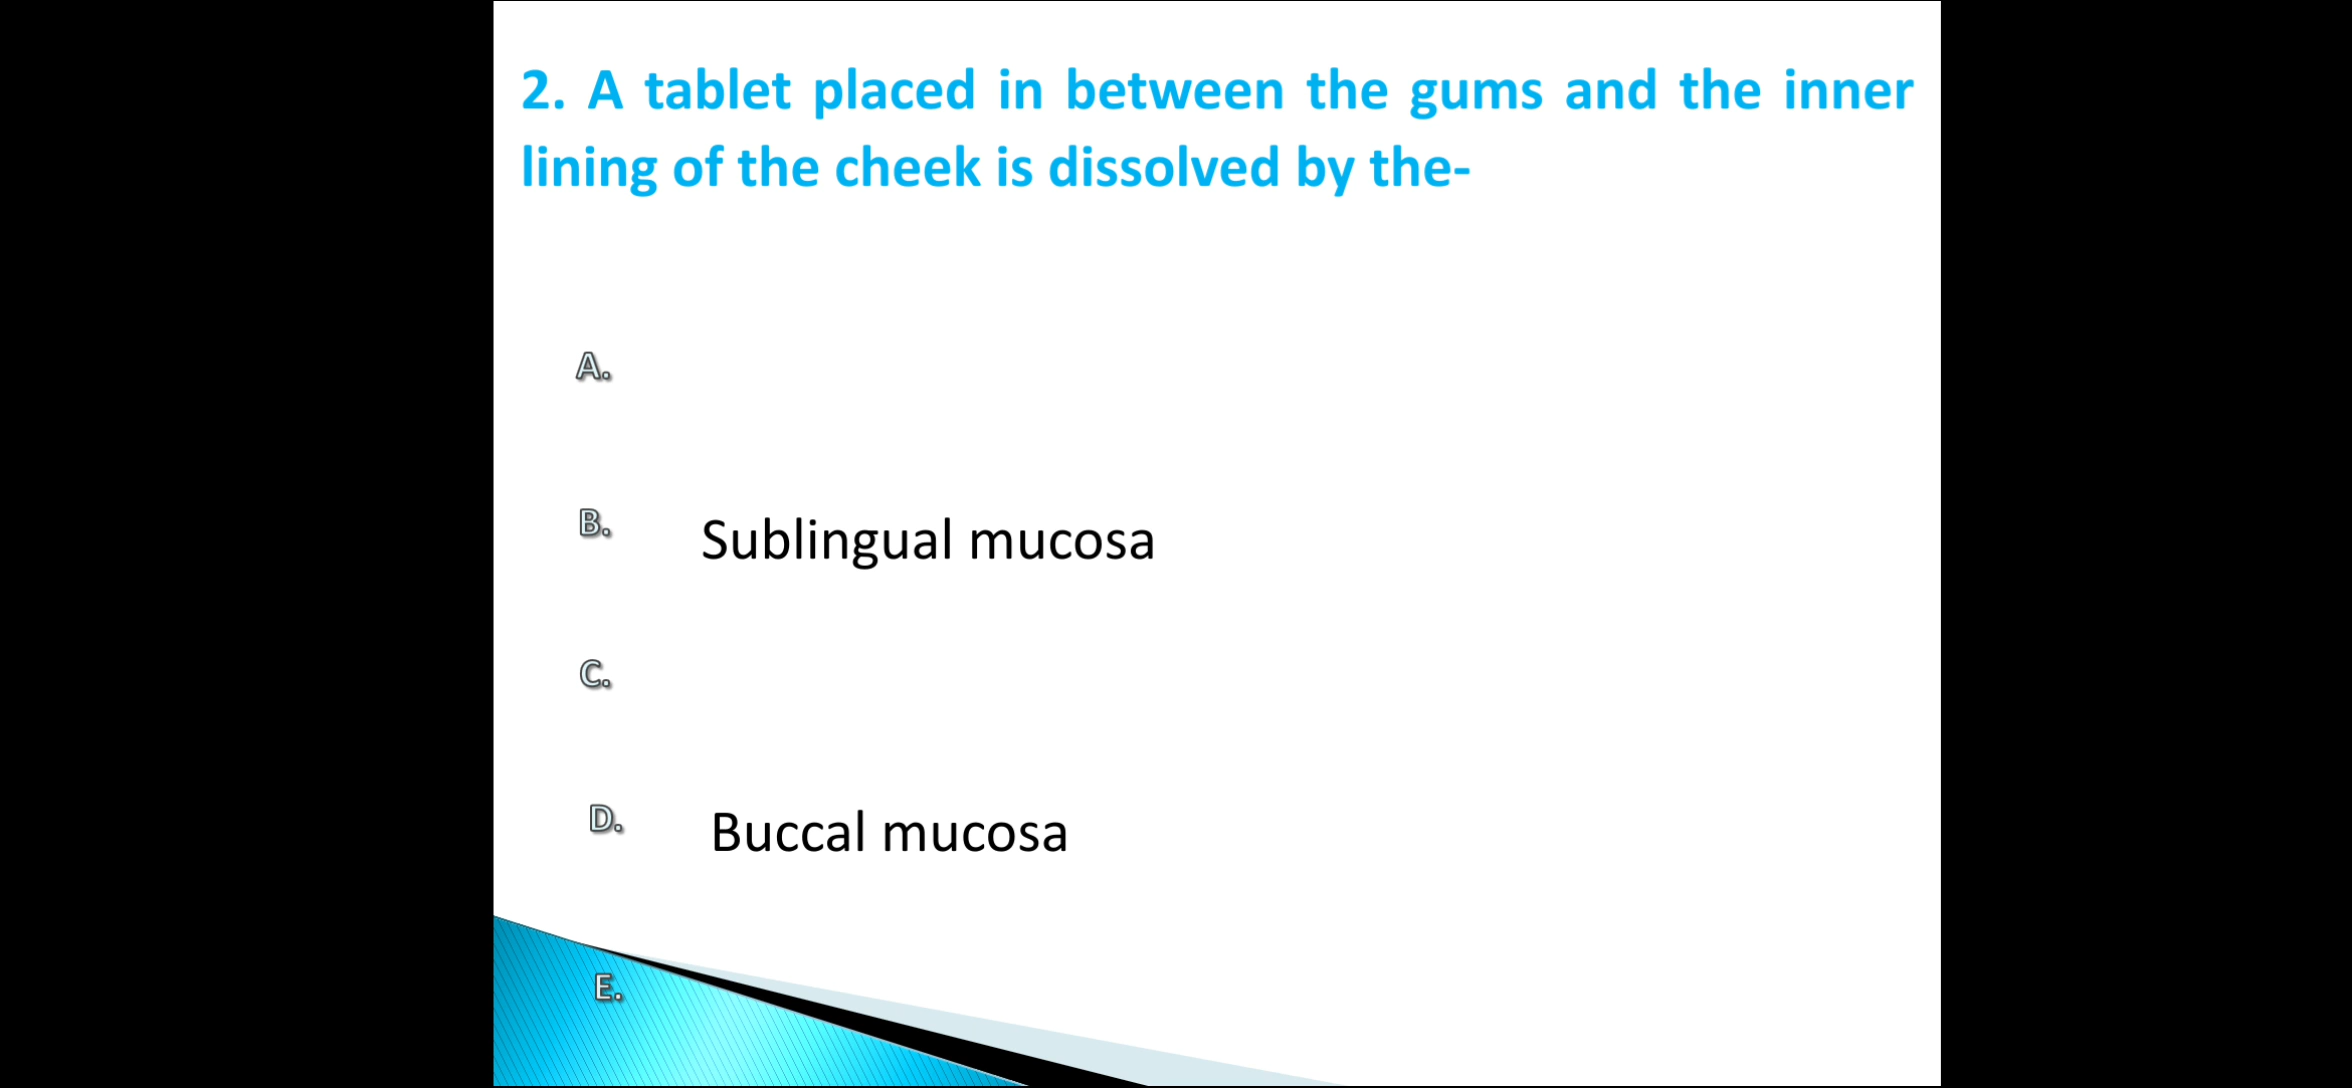 2. A tablet placed in between the gums and the inner
lining of the cheek is dissolved by the-
A.
B. Sublingual mucosa
C.
D. Buccal mucosa
E.